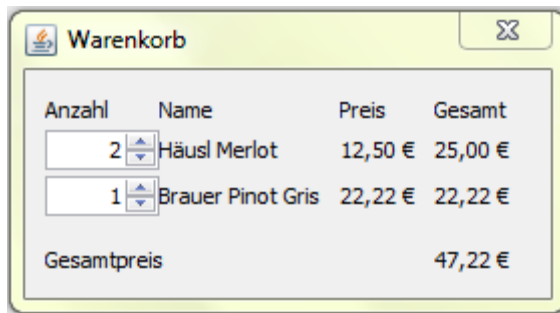 Warenkorb
Anzahl Name Preis Gesamt
2 Häusl Merlot 12,50 € 25,00 €
1 Brauer Pinot Gris 22,22 € 22,22 €
Gesamtpreis 47,22 €